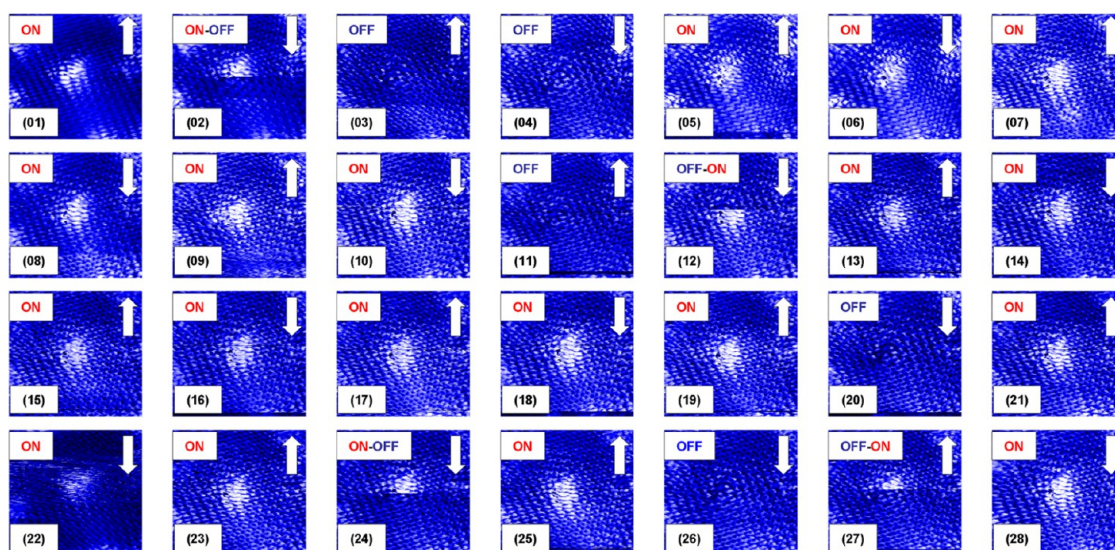 ON ON-OFF OFF OFF ON ON ON
(01) (02) (03) (04) (05) (06) (07)
ON ON ON OFF OFF-ON ON ON
(08) (09) (10) (11) (12) (13) (14)
ON ON ON ON ON OFF ON
(15) (16) (17) (18) (19) (20) (21)
ON ON ON-OFF ON OFF OFF-ON ON
(22) (23) (24) (25) (26) (27) (28)